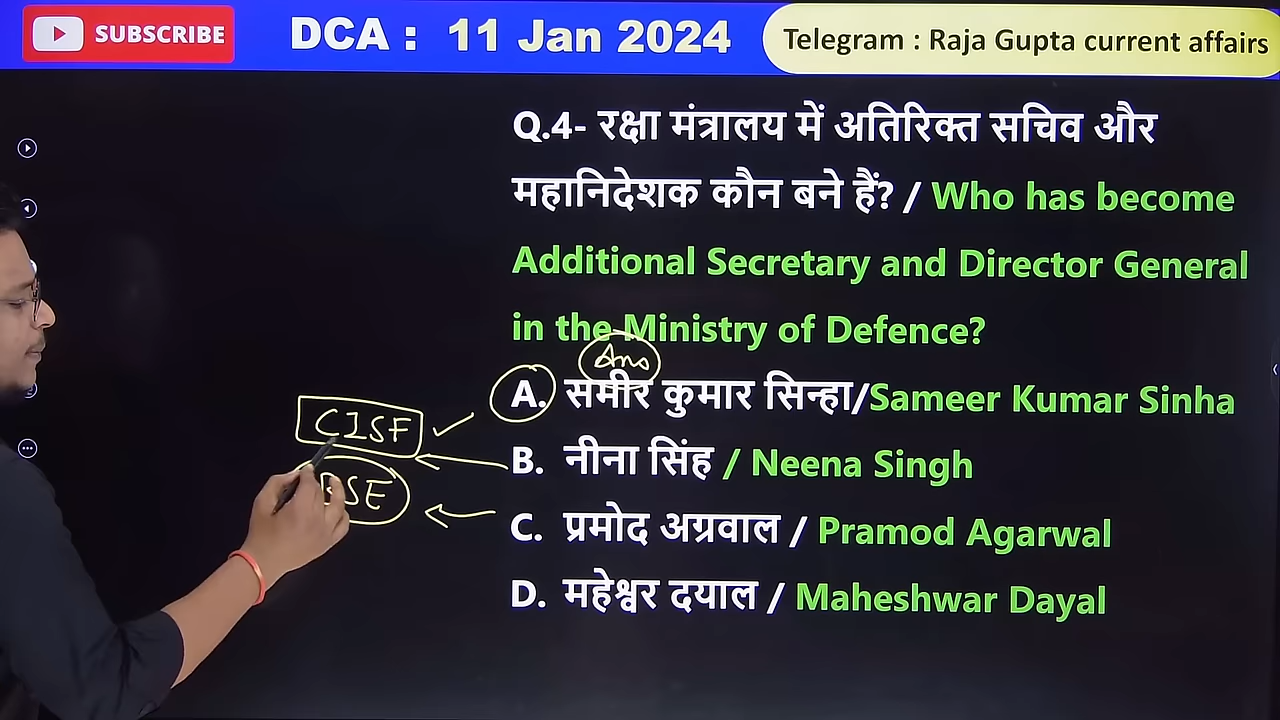 SUBSCRIBE
DCA : 11 Jan 2024
Telegram : Raja Gupta current affairs
Q.4- रक्षा मंत्रालय में अतिरिक्त सचिव और
महानिदेशक कौन बने हैं? / Who has become
Additional Secretary and Director General
in the Ministry of Defence?
Ans
A. समीर कुमार सिन्हा/Sameer Kumar Sinha
CISF
B. नीना सिंह / Neena Singh
C. प्रमोद अग्रवाल / Pramod Agarwal
D. महेश्वर दयाल / Maheshwar Dayal